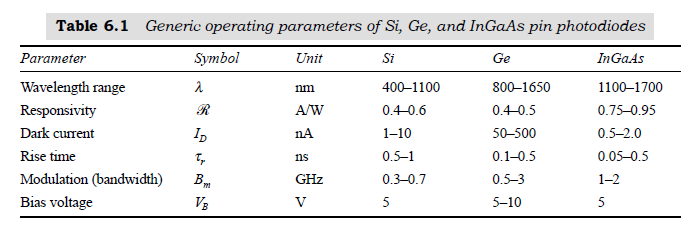 Table 6.1 Generic operating parameters of Si, Ge, and InGaAs pin photodiodes
Parameter Symbol Unit Si Ge InGaAs
Wavelength range λ nm 400–1100 800–1650 1100–1700
Responsivity ℛ A/W 0.4–0.6 0.4–0.5 0.75–0.95
Dark current I_D nA 1–10 50–500 0.5–2.0
Rise time τ_r ns 0.5–1 0.1–0.5 0.05–0.5
Modulation (bandwidth) B_m GHz 0.3–0.7 0.5–3 1–2
Bias voltage V_B V 5 5–10 5